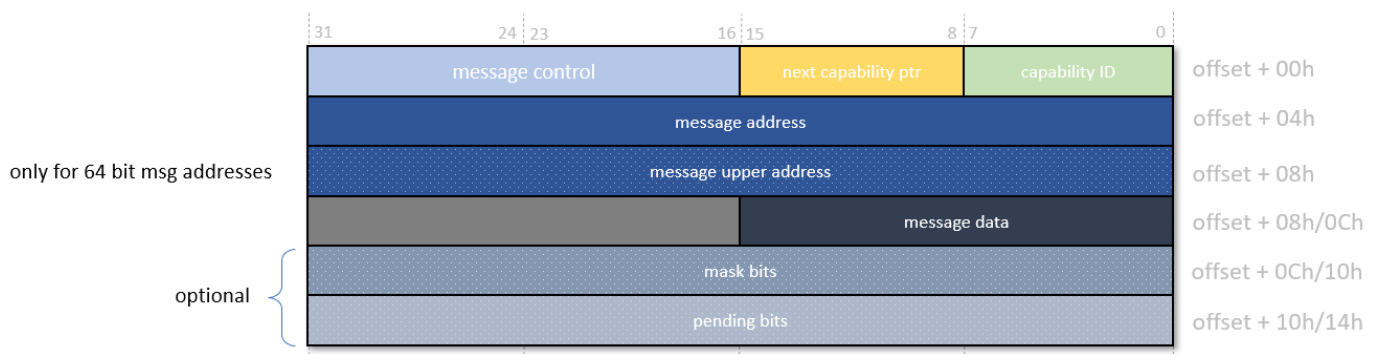 31 24 23 16 15 8 7 0
message control next capability ptr capability ID offset + 00h
message address offset + 04h
only for 64 bit msg addresses message upper address offset + 08h
message data offset + 08h/0Ch
mask bits offset + 0Ch/10h
optional
pending bits offset + 10h/14h